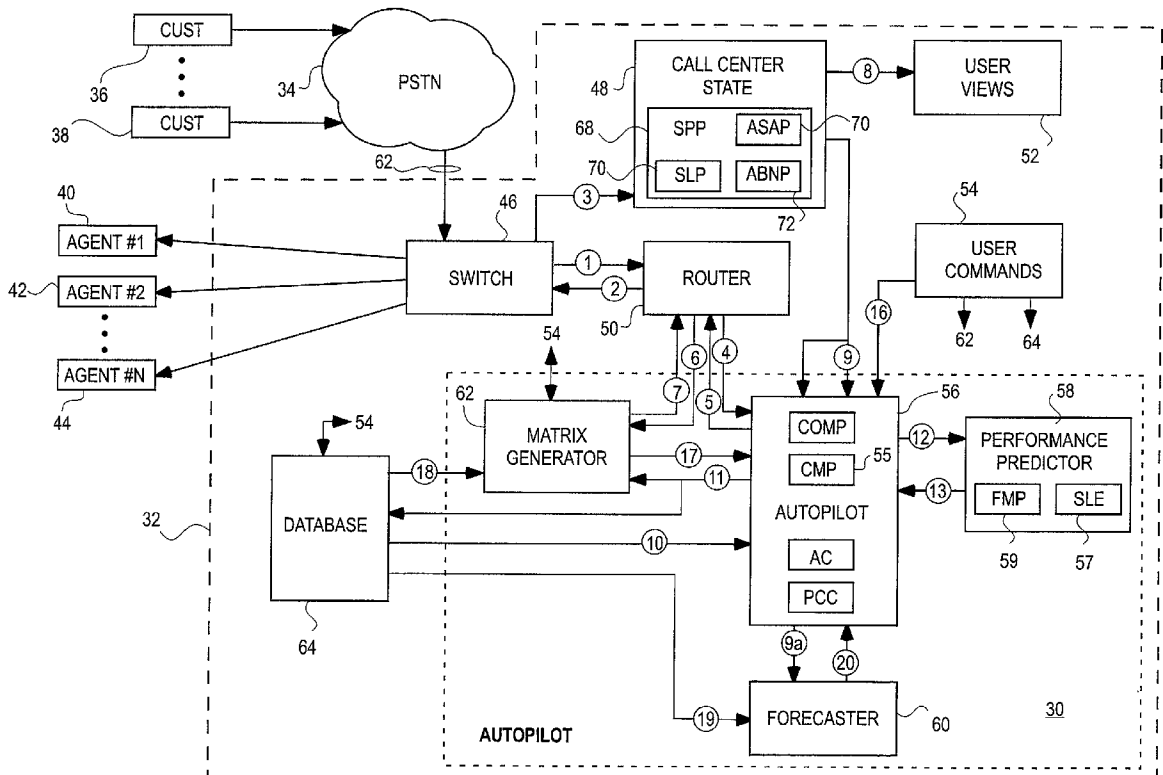 CUST
36
CUST
38
PSTN
34
62
CALL CENTER
STATE
48
68
SPP
ASAP
70
70
SLP
ABNP
72
8
USER
VIEWS
52
3
40
AGENT #1
42
AGENT #2
AGENT #N
44
46
SWITCH
1
2
ROUTER
50
54
USER
COMMANDS
16
62
64
54
7
6
5
4
9
62
MATRIX
GENERATOR
17
11
54
18
DATABASE
10
64
32
56
COMP
CMP
55
AUTOPILOT
AC
PCC
12
13
58
PERFORMANCE
PREDICTOR
FMP
SLE
59
57
9a
20
19
FORECASTER
60
30
AUTOPILOT